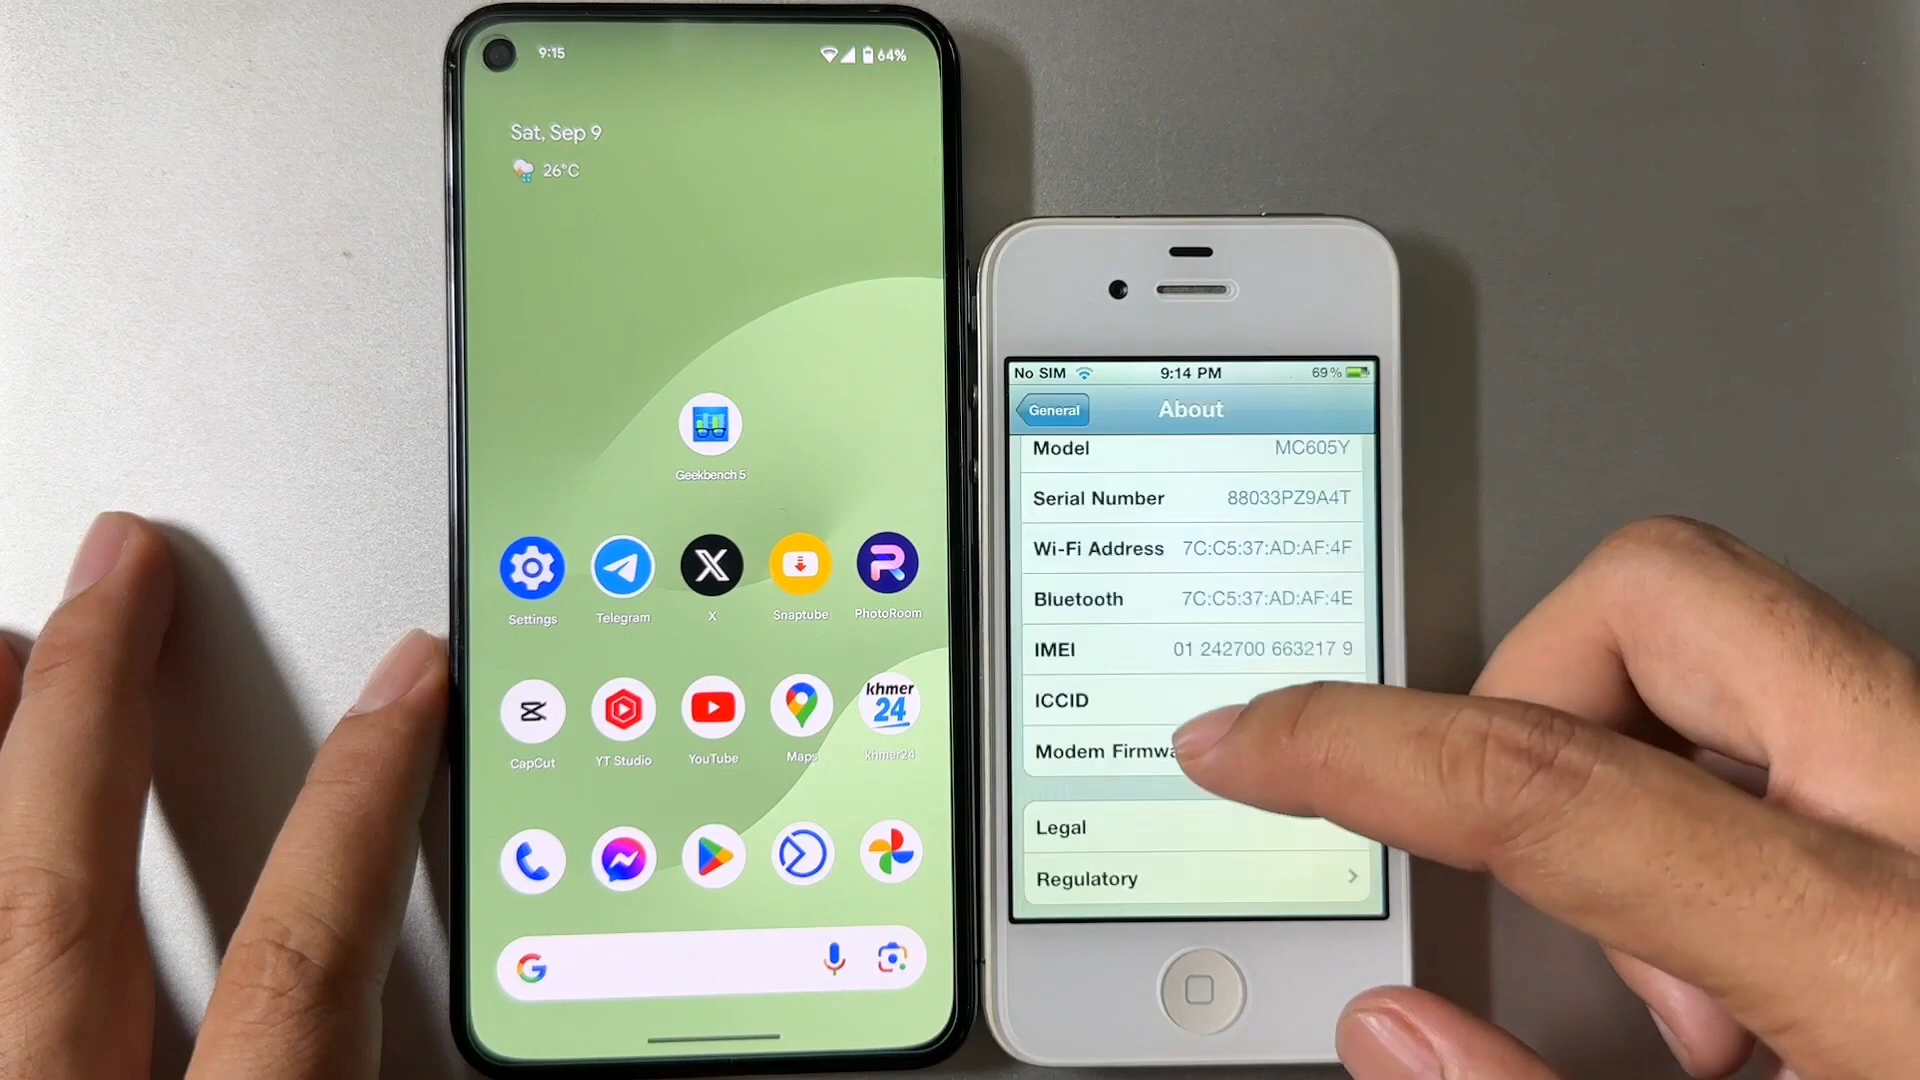 9:15
64%
Sat, Sep 9
26°C
Geekbench 5
Settings
Telegram
X
Snaptube
PhotoRoom
CapCut
YT Studio
YouTube
Maps
khmer
24
khmer24
No SIM
9:14 PM
69%
General
About
Model MC605Y
Serial Number 88033PZ9A4T
Wi-Fi Address 7C:C5:37:AD:AF:4F
Bluetooth 7C:C5:37:AD:AF:4E
IMEI 01 242700 663217 9
ICCID
Modem
Legal
Regulatory